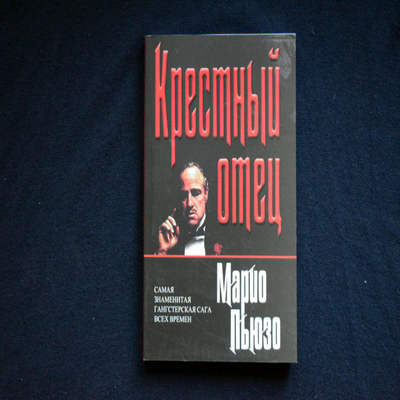 Крестный
отец
САМАЯ
ЗНАМЕНИТАЯ
ГАНГСТЕРСКАЯ САГА
ВСЕХ ВРЕМЕН
Марио
Пьюзо